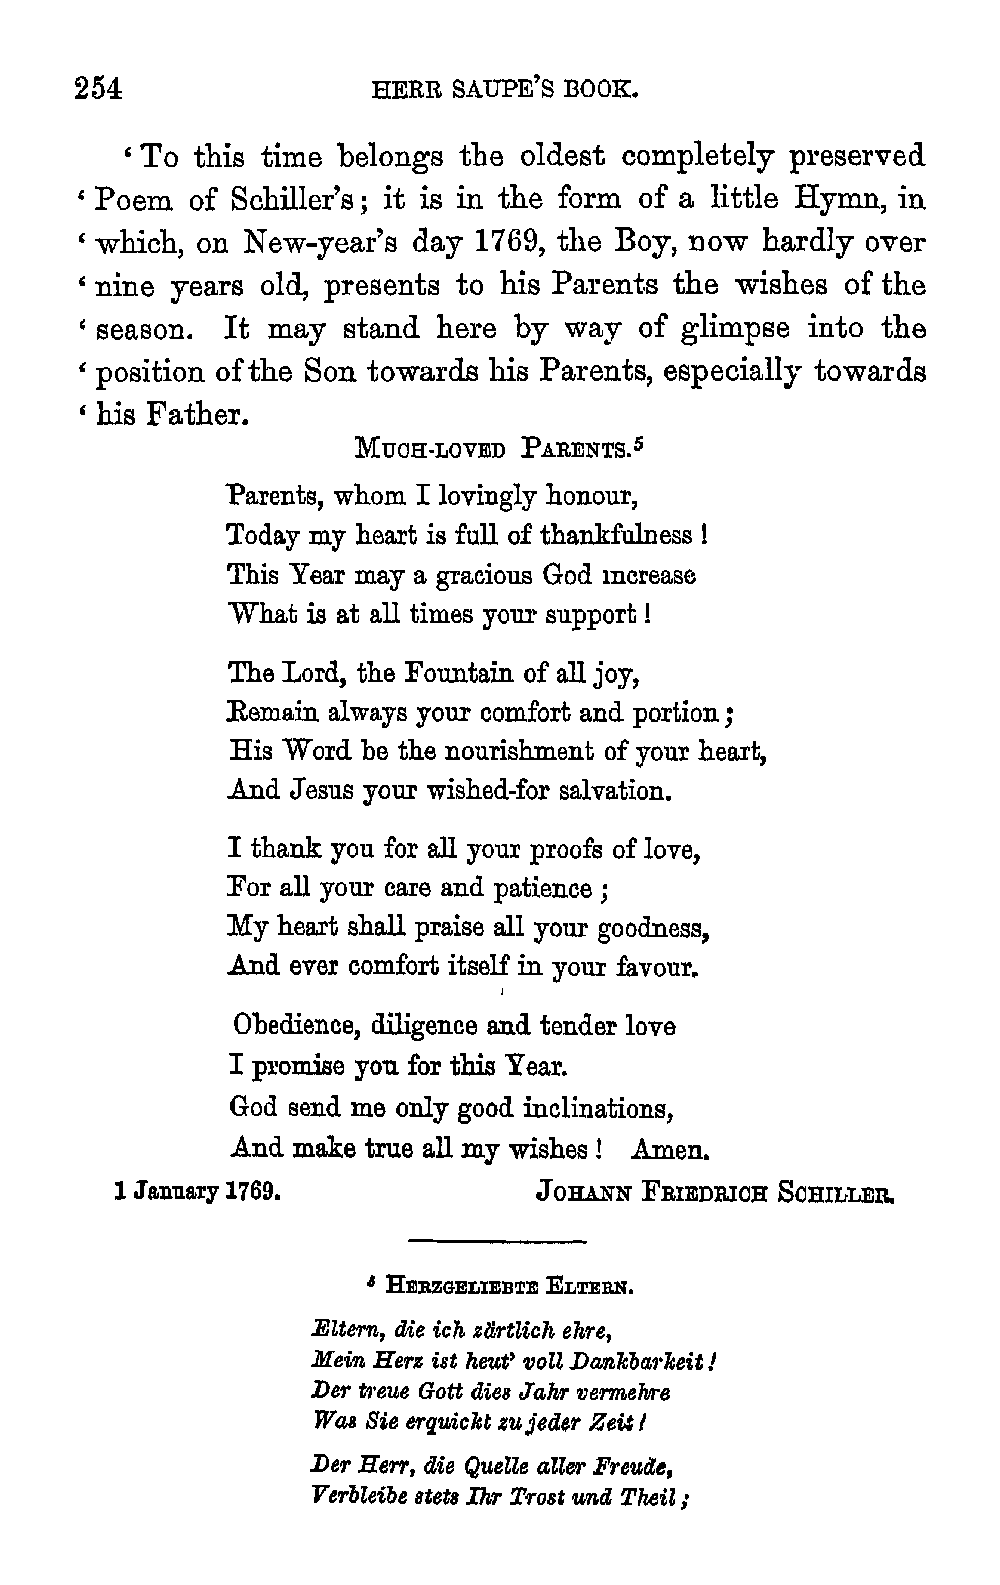 254 HERR SAUPE'S BOOK.
‘ To this time belongs the oldest completely preserved
‘ Poem of Schiller's; it is in the form of a little Hymn, in
‘ which, on New-year's day 1769, the Boy, now hardly over
‘ nine years old, presents to his Parents the wishes of the
‘ season. It may stand here by way of glimpse into the
‘ position of the Son towards his Parents, especially towards
‘ his Father.
MUCH-LOVED PARENTS.⁵
Parents, whom I lovingly honour,
Today my heart is full of thankfulness !
This Year may a gracious God increase
What is at all times your support !
The Lord, the Fountain of all joy,
Remain always your comfort and portion ;
His Word be the nourishment of your heart,
And Jesus your wished-for salvation.
I thank you for all your proofs of love,
For all your care and patience ;
My heart shall praise all your goodness,
And ever comfort itself in your favour.
Obedience, diligence and tender love
I promise you for this Year.
God send me only good inclinations,
And make true all my wishes ! Amen.
1 January 1769. JOHANN FRIEDRICH SCHILLER.
⁵ HERZGELIEBTE ELTERN.
Eltern, die ich zärtlich ehre,
Mein Herz ist heut' voll Dankbarkeit !
Der treue Gott dies Jahr vermehre
Was Sie erquickt zu jeder Zeit !
Der Herr, die Quelle aller Freude,
Verbleibe stets Ihr Trost und Theil ;